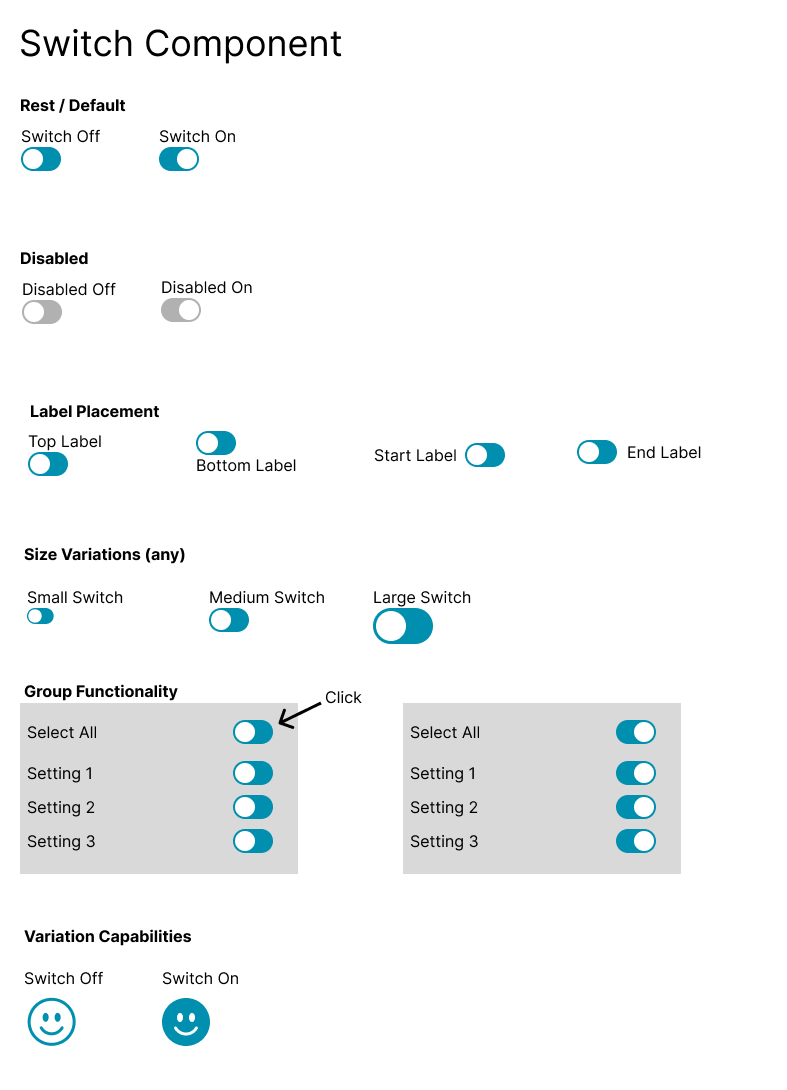 Switch Component
Rest / Default
Switch Off
Switch On
Disabled
Disabled Off
Disabled On
Label Placement
Top Label
Bottom Label
Start Label
End Label
Size Variations (any)
Small Switch
Medium Switch
Large Switch
Group Functionality
Click
Select All
Setting 1
Setting 2
Setting 3
Select All
Setting 1
Setting 2
Setting 3
Variation Capabilities
Switch Off
Switch On